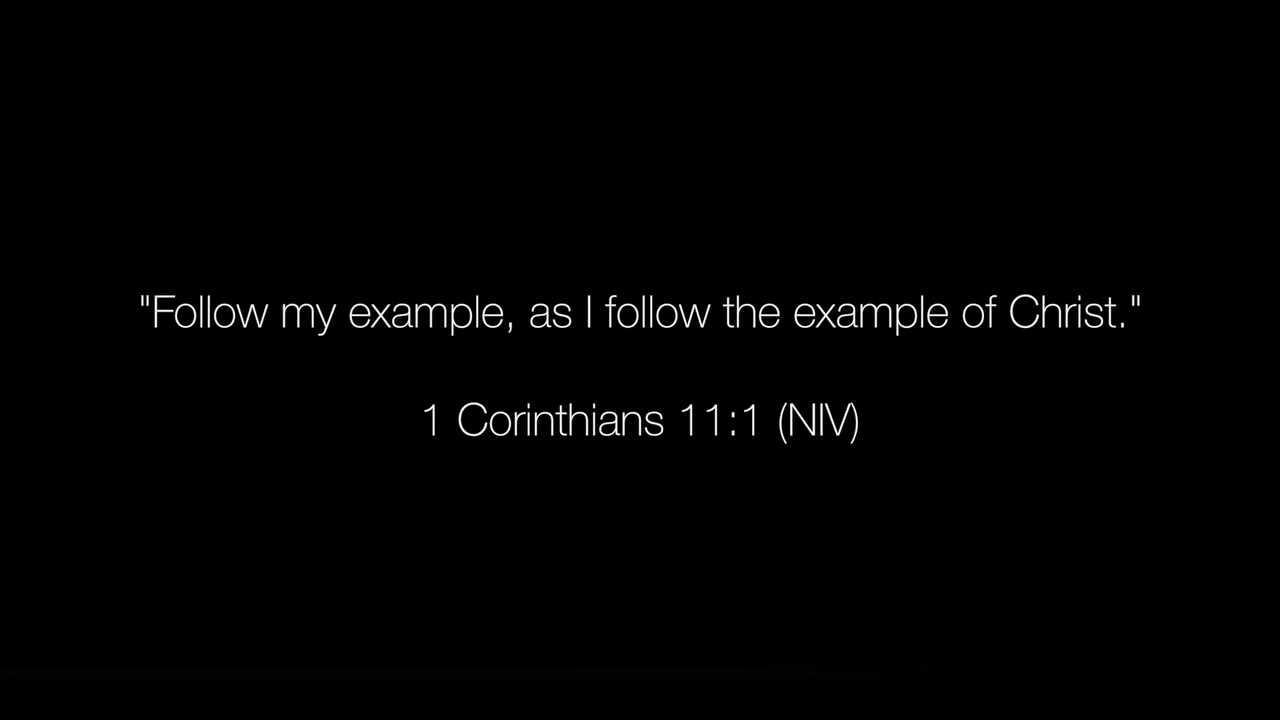 "Follow my example, as I follow the example of Christ."
1 Corinthians 11:1 (NIV)